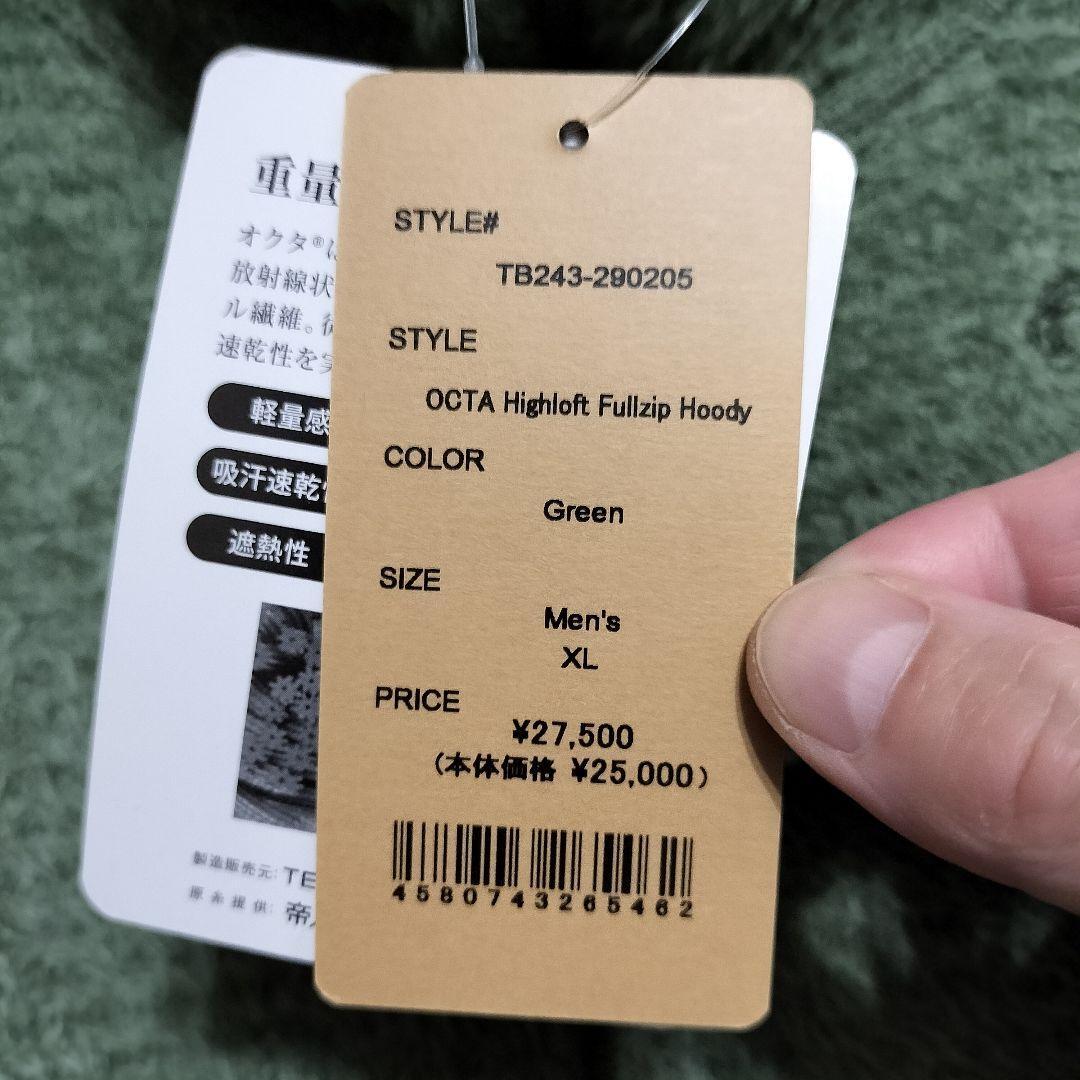 重量
オクタ®は
放射線状
ル繊維。
速乾性を
軽量感
吸汗速乾性
遮熱性
製造販売元: TE
原糸提供: 帝人
STYLE#
TB243-290205
STYLE
OCTA Highloft Fullzip Hoody
COLOR
Green
SIZE
Men's
XL
PRICE
¥27,500
(本体価格 ¥25,000)
4580743265462